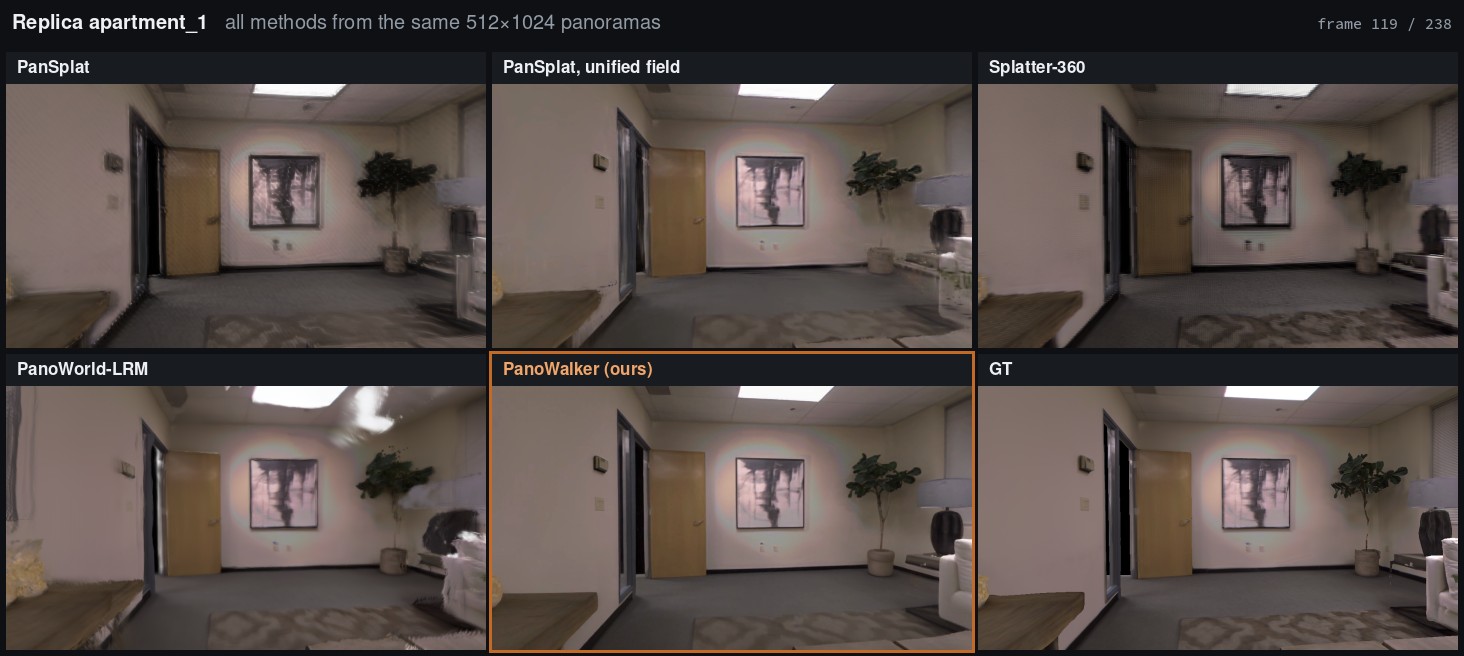 Replica apartment_1 all methods from the same 512×1024 panoramas frame 119 / 238
PanSplat PanSplat, unified field Splatter-360
PanoWorld-LRM PanoWalker (ours) GT